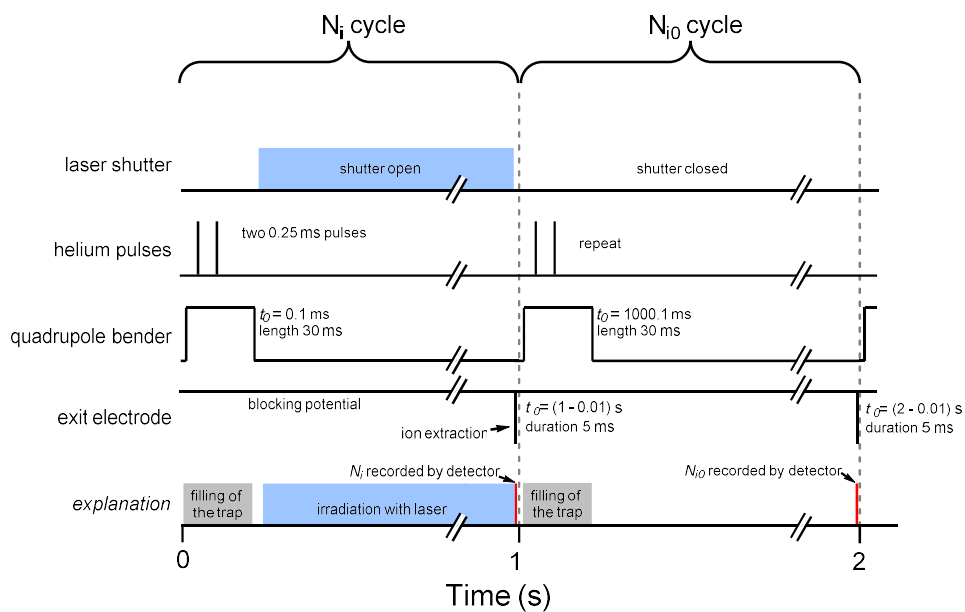 Ni cycle
Ni0 cycle
laser shutter
shutter open
shutter closed
helium pulses
two 0.25 ms pulses
repeat
quadrupole bender
t0 = 0.1 ms
length 30 ms
t0 = 1000.1 ms
length 30 ms
exit electrode
blocking potential
ion extraction
t0= (1 - 0.01) s
duration 5 ms
t0= (2 - 0.01) s
duration 5 ms
explanation
filling of
the trap
irradiation with laser
Ni recorded by detector
filling of
the trap
Ni0 recorded by detector
0
1
2
Time (s)